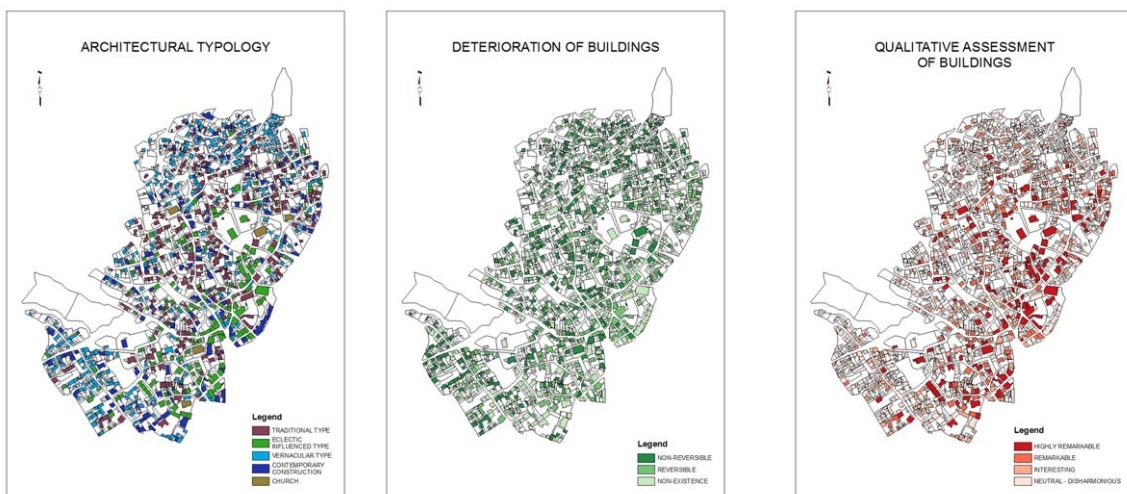 ARCHITECTURAL TYPOLOGY
Legend
TRADITIONAL TYPE
ECLECTIC
INFLUENCED TYPE
VERNACULAR TYPE
CONTEMPORARY
CONSTRUCTION
CHURCH
DETERIORATION OF BUILDINGS
Legend
NON-REVERSIBLE
REVERSIBLE
NON-EXISTENCE
QUALITATIVE ASSESSMENT
OF BUILDINGS
Legend
HIGHLY REMARKABLE
REMARKABLE
INTERESTING
NEUTRAL - DISHARMONIOUS